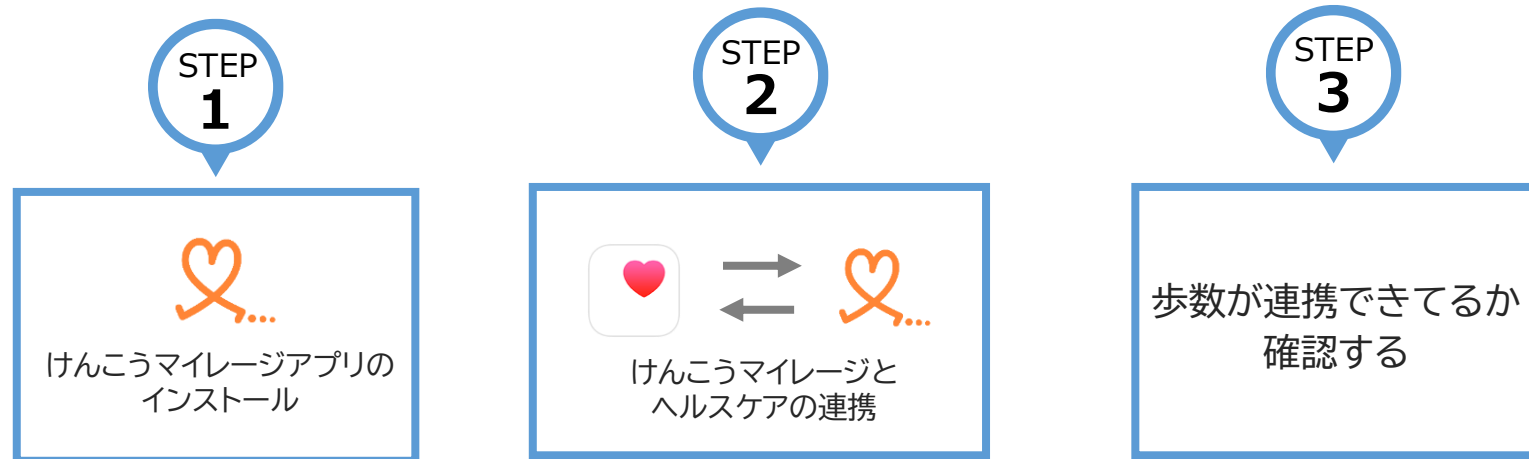 STEP
1
けんこうマイレージアプリの
インストール
STEP
2
けんこうマイレージと
ヘルスケアの連携
STEP
3
歩数が連携できてるか
確認する